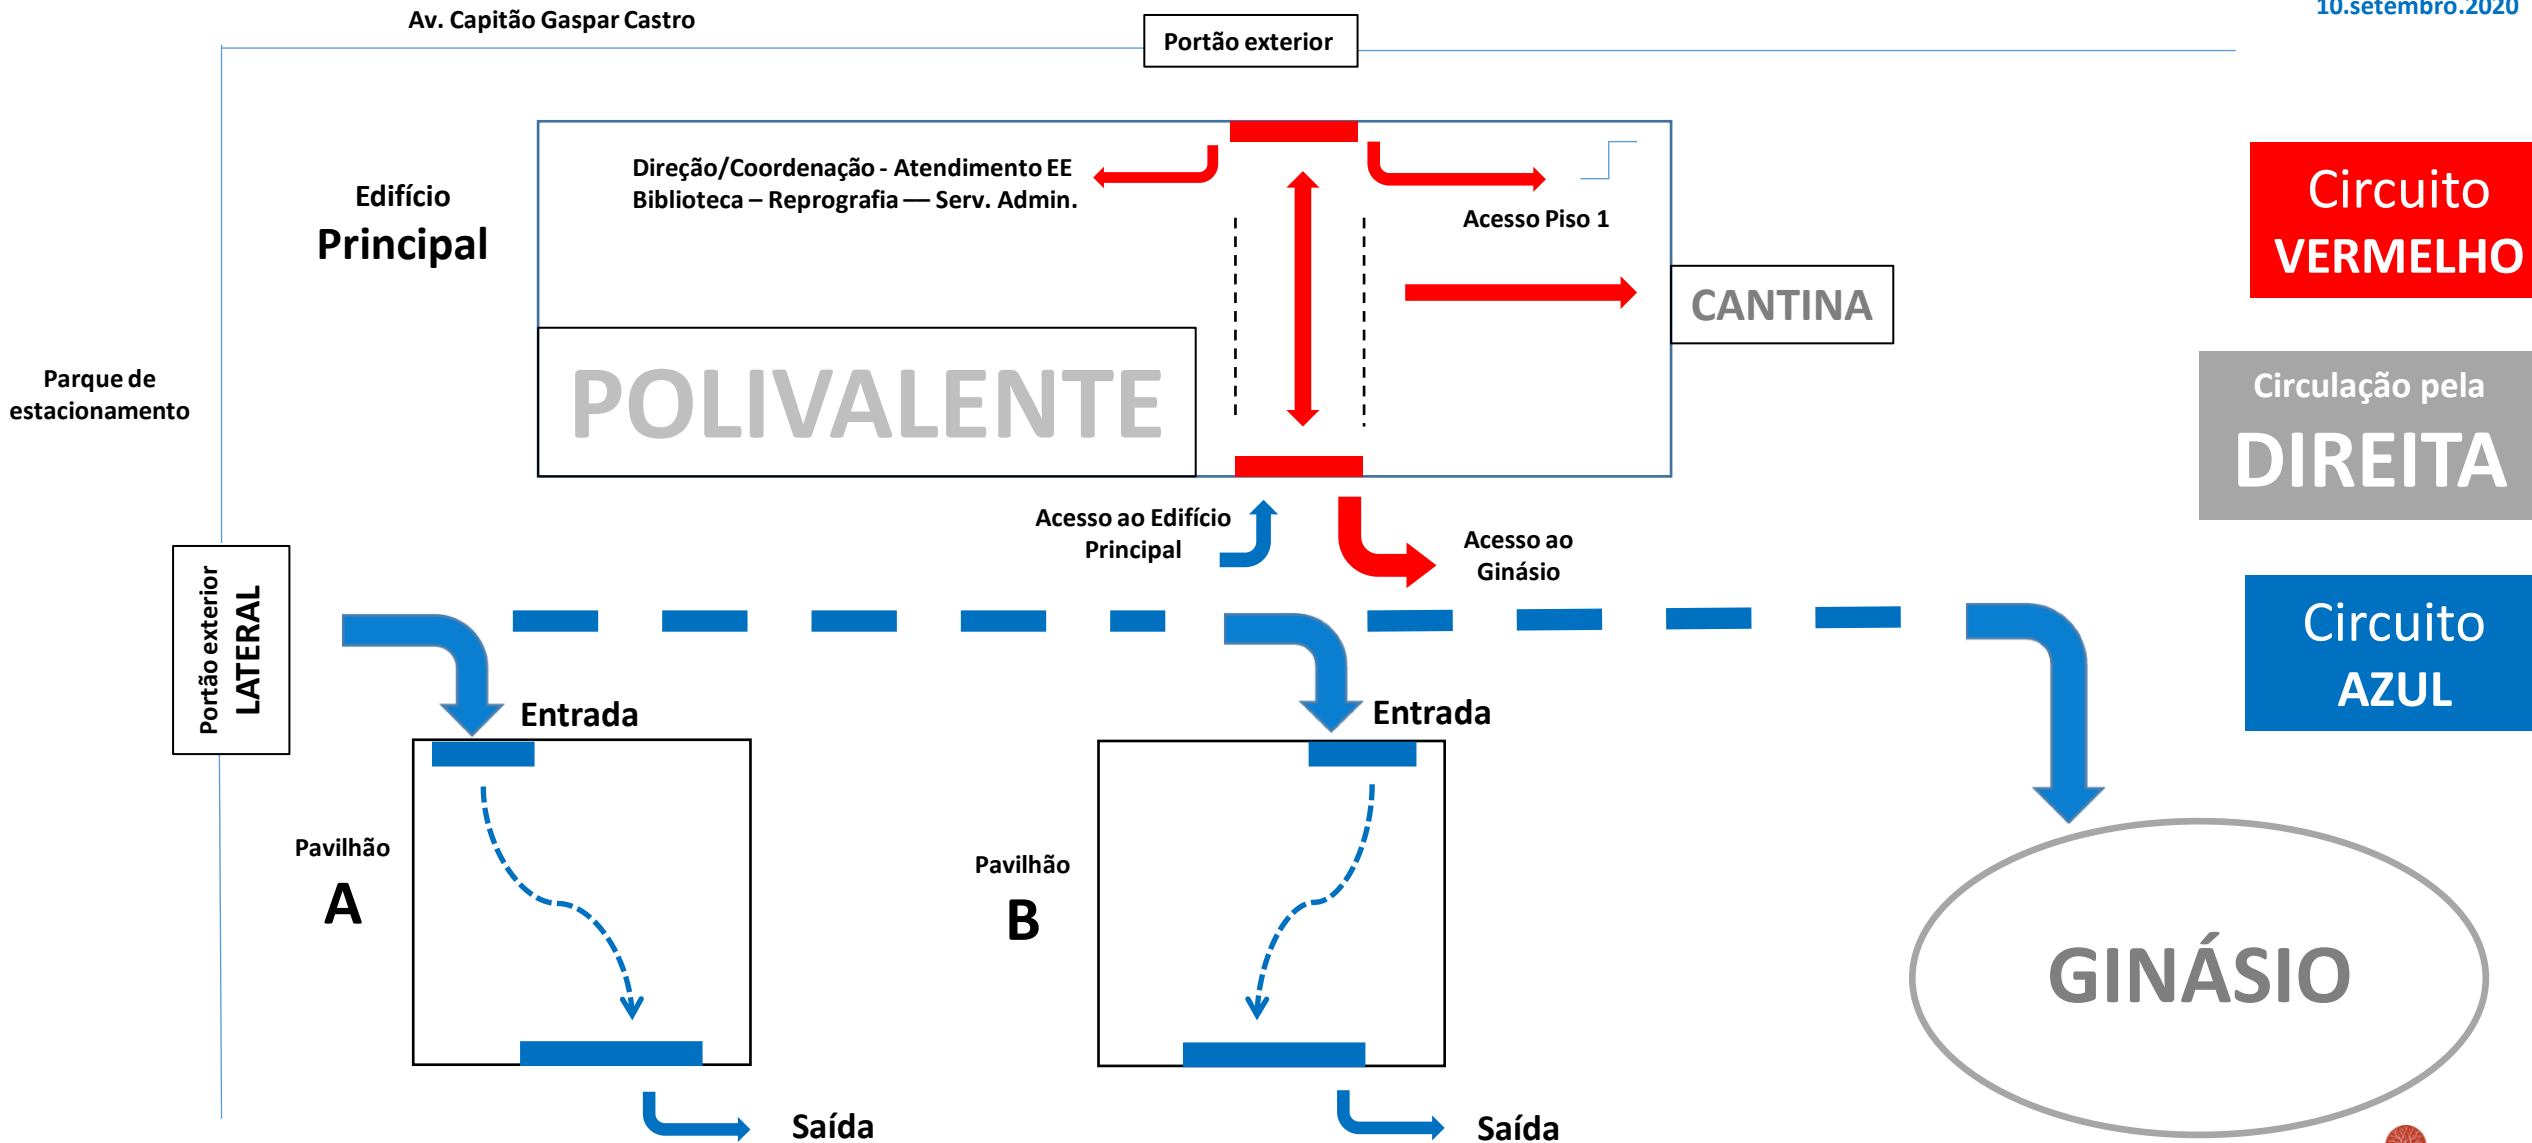 Av. Capitão Gaspar Castro
10.setembro.2020
Portão exterior
Direção/Coordenação - Atendimento EE
Biblioteca – Reprografia –– Serv. Admin.
Edifício
Principal
Acesso Piso 1
Circuito
VERMELHO
CANTINA
POLIVALENTE
Parque de
estacionamento
Circulação pela
DIREITA
Acesso ao Edifício
Principal
Acesso ao
Ginásio
Portão exterior
LATERAL
Circuito
AZUL
Entrada
Entrada
Pavilhão
A
Pavilhão
B
GINÁSIO
Saída
Saída